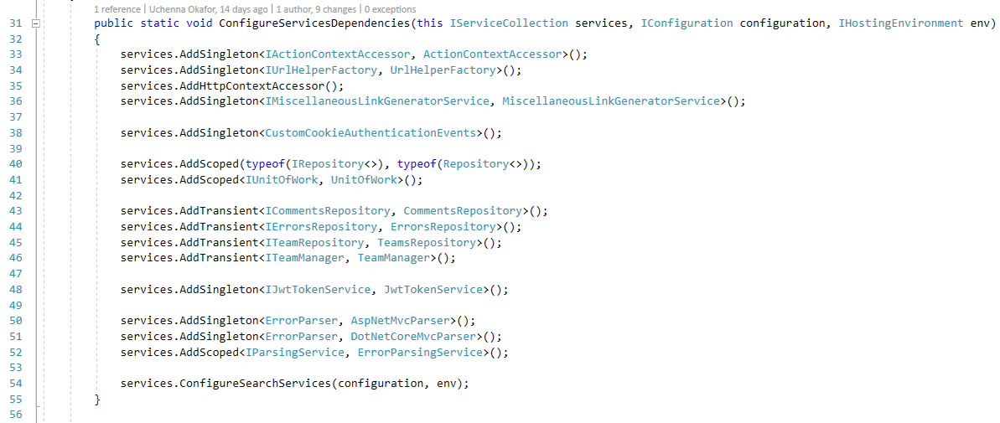 1 reference | Uchenna Okafor, 14 days ago | 1 author, 9 changes | 0 exceptions
31 public static void ConfigureServicesDependencies(this IServiceCollection services, IConfiguration configuration, IHostingEnvironment env)
32 {
33 services.AddSingleton<IActionContextAccessor, ActionContextAccessor>();
34 services.AddSingleton<IUrlHelperFactory, UrlHelperFactory>();
35 services.AddHttpContextAccessor();
36 services.AddSingleton<IMiscellaneousLinkGeneratorService, MiscellaneousLinkGeneratorService>();
37
38 services.AddSingleton<CustomCookieAuthenticationEvents>();
39
40 services.AddScoped(typeof(IRepository<>), typeof(Repository<>));
41 services.AddScoped<IUnitOfWork, UnitOfWork>();
42
43 services.AddTransient<ICommentsRepository, CommentsRepository>();
44 services.AddTransient<IErrorsRepository, ErrorsRepository>();
45 services.AddTransient<ITeamRepository, TeamsRepository>();
46 services.AddTransient<ITeamManager, TeamManager>();
47
48 services.AddSingleton<IJwtTokenService, JwtTokenService>();
49
50 services.AddSingleton<ErrorParser, AspNetMvcParser>();
51 services.AddSingleton<ErrorParser, DotNetCoreMvcParser>();
52 services.AddScoped<IParsingService, ErrorParsingService>();
53
54 services.ConfigureSearchServices(configuration, env);
55 }
56